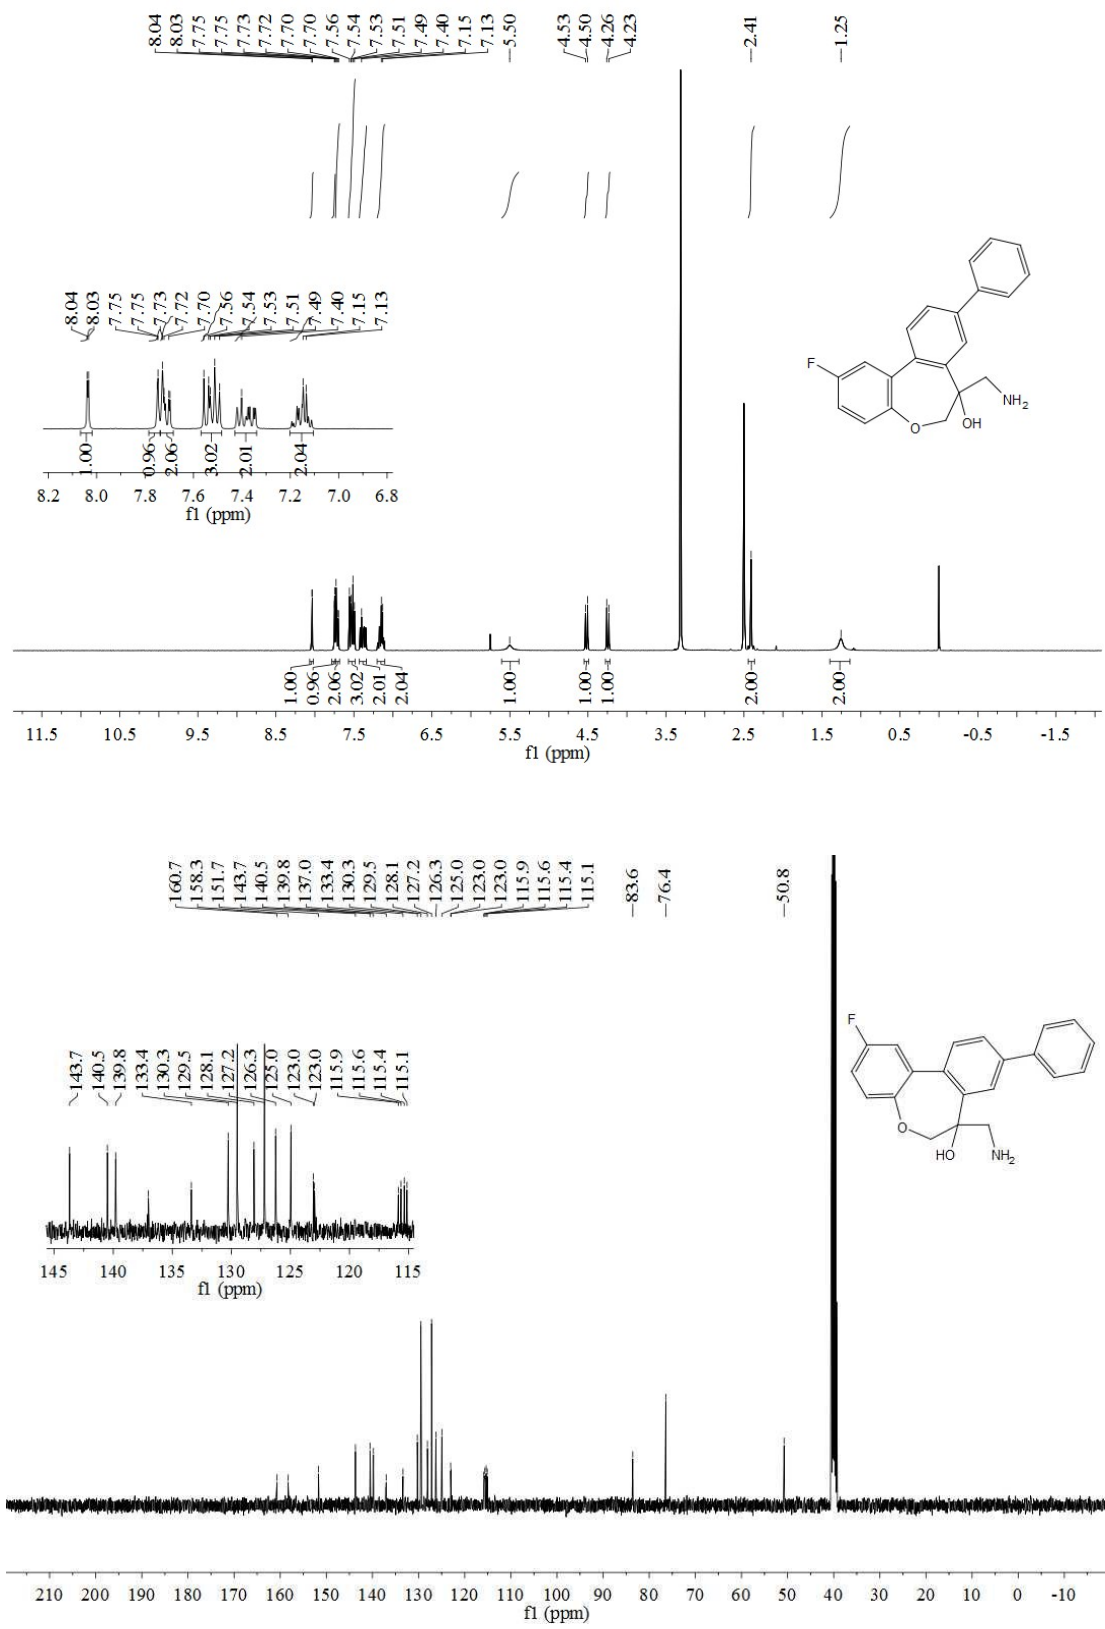 8.04 8.03 7.75 7.75 7.73 7.72 7.70 7.70 7.56 7.54 7.53 7.51 7.49 7.40 7.15 7.13 5.50 4.53 4.50 4.26 4.23 2.41 1.25
8.04 8.03 7.75 7.75 7.73 7.72 7.70 7.56 7.54 7.53 7.51 7.49 7.40 7.15 7.13
F
NH2
OH
O
1.00 0.96 2.06 3.02 2.01 2.04
8.2 8.0 7.8 7.6 7.4 7.2 7.0 6.8
f1 (ppm)
1.00 0.96 2.06 3.02 2.01 2.04 1.00 1.00 1.00 2.00 2.00
11.5 10.5 9.5 8.5 7.5 6.5 5.5 4.5 3.5 2.5 1.5 0.5 -0.5 -1.5
f1 (ppm)
160.7 158.3 151.7 143.7 140.5 139.8 137.0 133.4 130.3 129.5 128.1 127.2 126.3 125.0 123.0 123.0 115.9 115.6 115.4 115.1 83.6 76.4 50.8
143.7 140.5 139.8 133.4 130.3 129.5 128.1 127.2 126.3 125.0 123.0 123.0 115.9 115.6 115.4 115.1
F
O
HO
NH2
145 140 135 130 125 120 115
f1 (ppm)
210 200 190 180 170 160 150 140 130 120 110 100 90 80 70 60 50 40 30 20 10 0 -10
f1 (ppm)